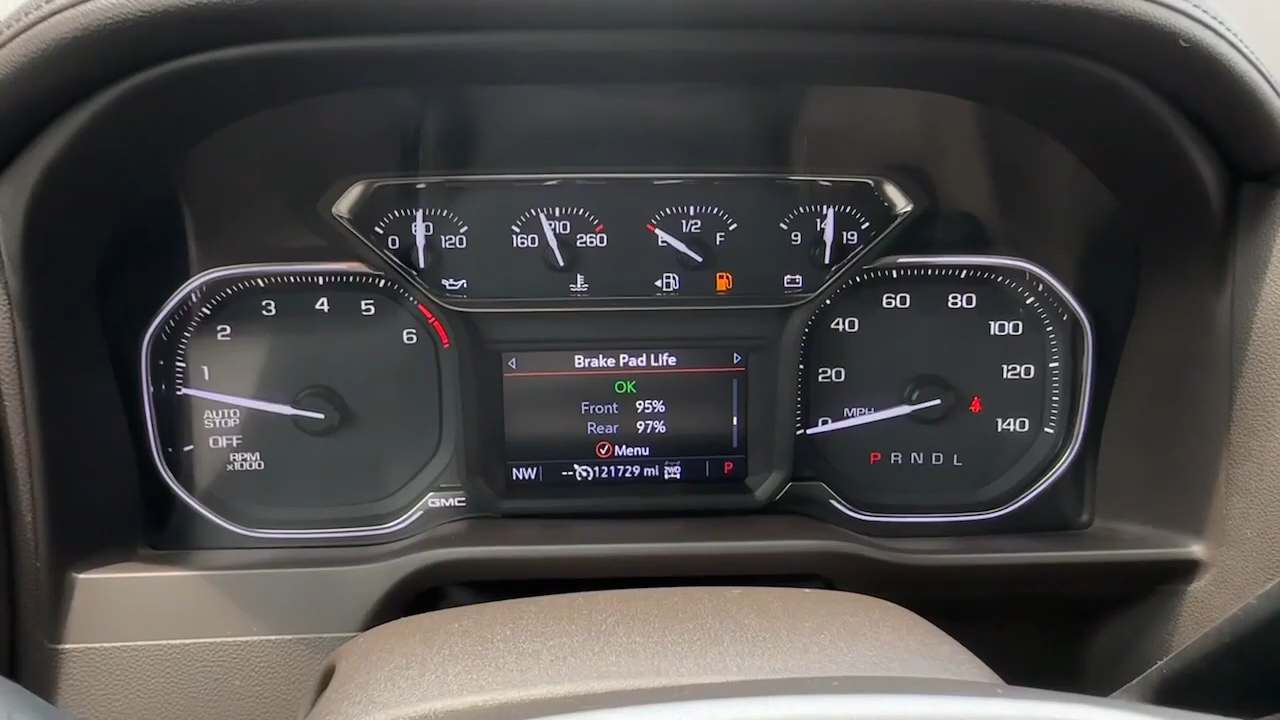 0 60 120
160 210 260
E 1/2 F
9 14 19
1 2 3 4 5 6
AUTO
STOP
OFF
RPM
x1000
GMC
Brake Pad Life
OK
Front 95%
Rear 97%
Menu
NW -- 121729 mi 2WD P
0 20 40 60 80 100 120 140
MPH
P R N D L